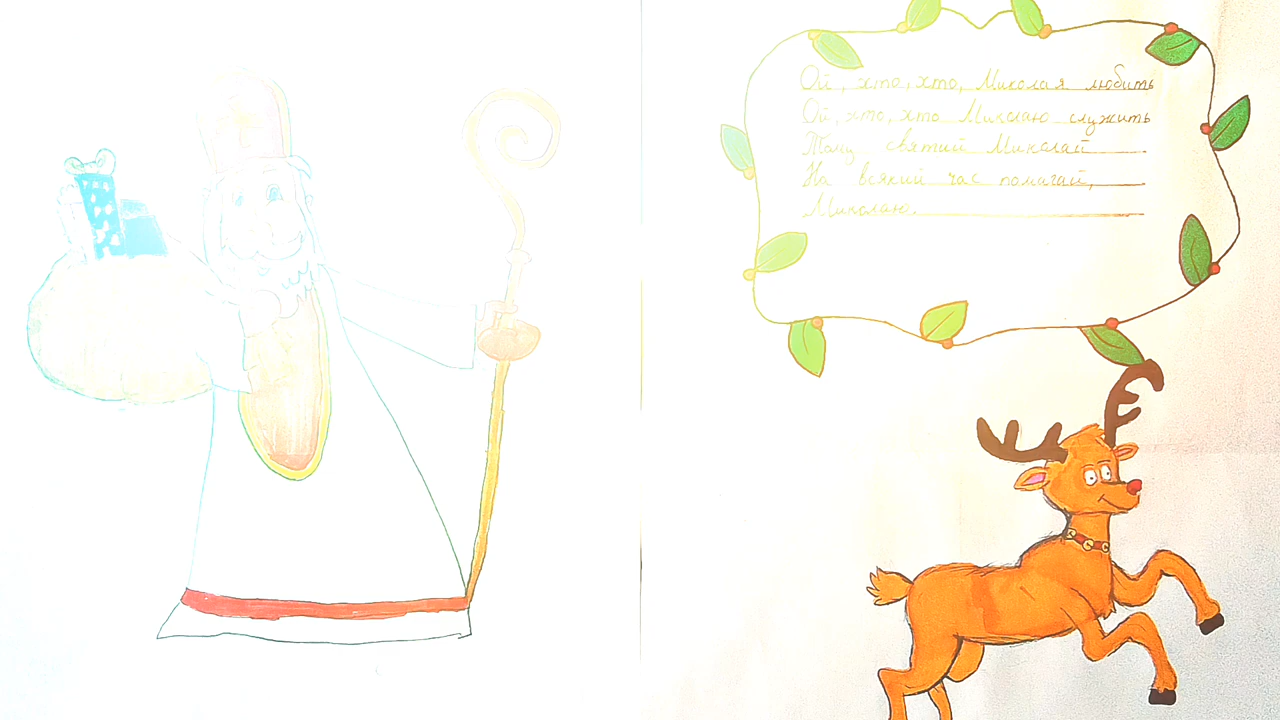 Ой, хто, хто, Миколая любить
Ой, хто, хто Миколаю служить
Тому святий Миколай
На всякий час помагай,
Миколаю.